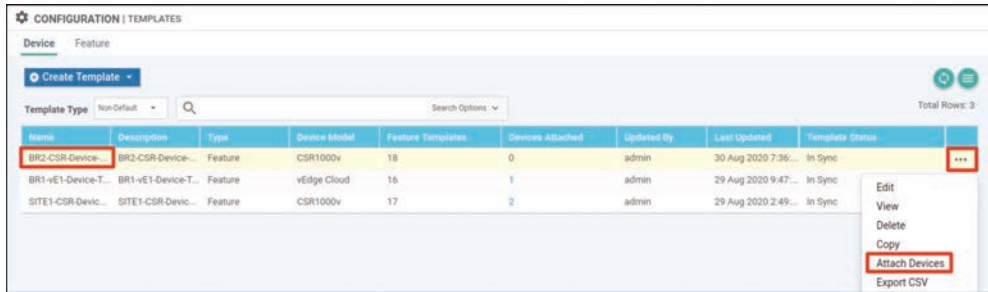 CONFIGURATION | TEMPLATES
Device Feature
Create Template
Template Type Non-Default Search Options Total Rows: 3
Name Description Type Device Model Feature Templates Devices Attached Updated By Last Updated Template Status
BR2-CSR-Device-... BR2-CSR-Device-... Feature CSR1000v 18 0 admin 30 Aug 2020 7:36:... In Sync ...
BR1-vE1-Device-T... BR1-vE1-Device-T... Feature vEdge Cloud 16 1 admin 29 Aug 2020 9:47:... In Sync
SITE1-CSR-Devic... SITE1-CSR-Devic... Feature CSR1000v 17 2 admin 29 Aug 2020 2:49:... In Sync
Edit
View
Delete
Copy
Attach Devices
Export CSV